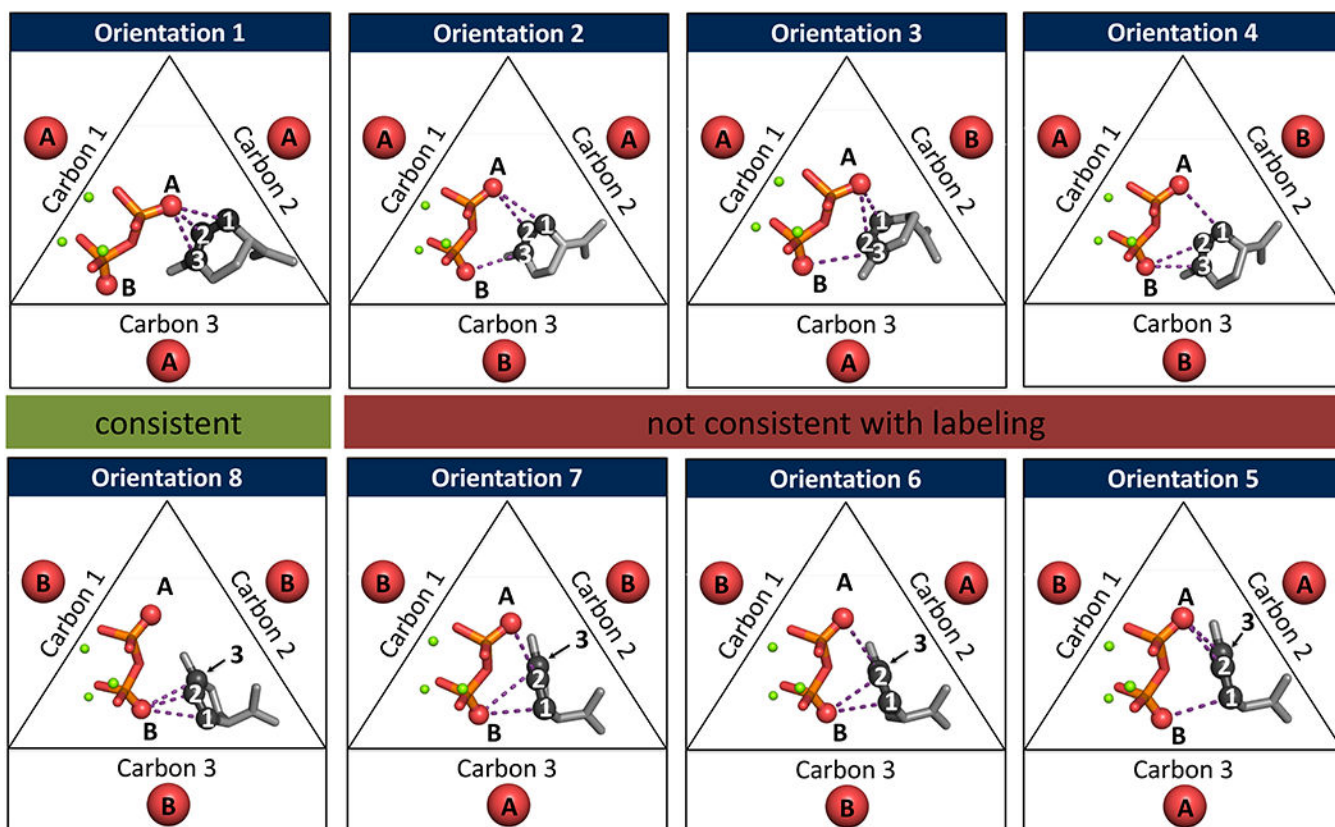 Orientation 1
A
Carbon 1
Carbon 2
A
A
1
2
3
B
Carbon 3
A
Orientation 2
A
Carbon 1
Carbon 2
A
A
1
2
3
B
Carbon 3
B
Orientation 3
A
Carbon 1
Carbon 2
B
A
1
2
3
B
Carbon 3
A
Orientation 4
A
Carbon 1
Carbon 2
B
A
1
2
3
B
Carbon 3
B
consistent
not consistent with labeling
Orientation 8
B
Carbon 1
Carbon 2
B
A
3
2
1
B
Carbon 3
B
Orientation 7
B
Carbon 1
Carbon 2
B
A
3
2
1
B
Carbon 3
A
Orientation 6
B
Carbon 1
Carbon 2
A
A
3
2
1
B
Carbon 3
B
Orientation 5
B
Carbon 1
Carbon 2
A
A
3
2
1
B
Carbon 3
A